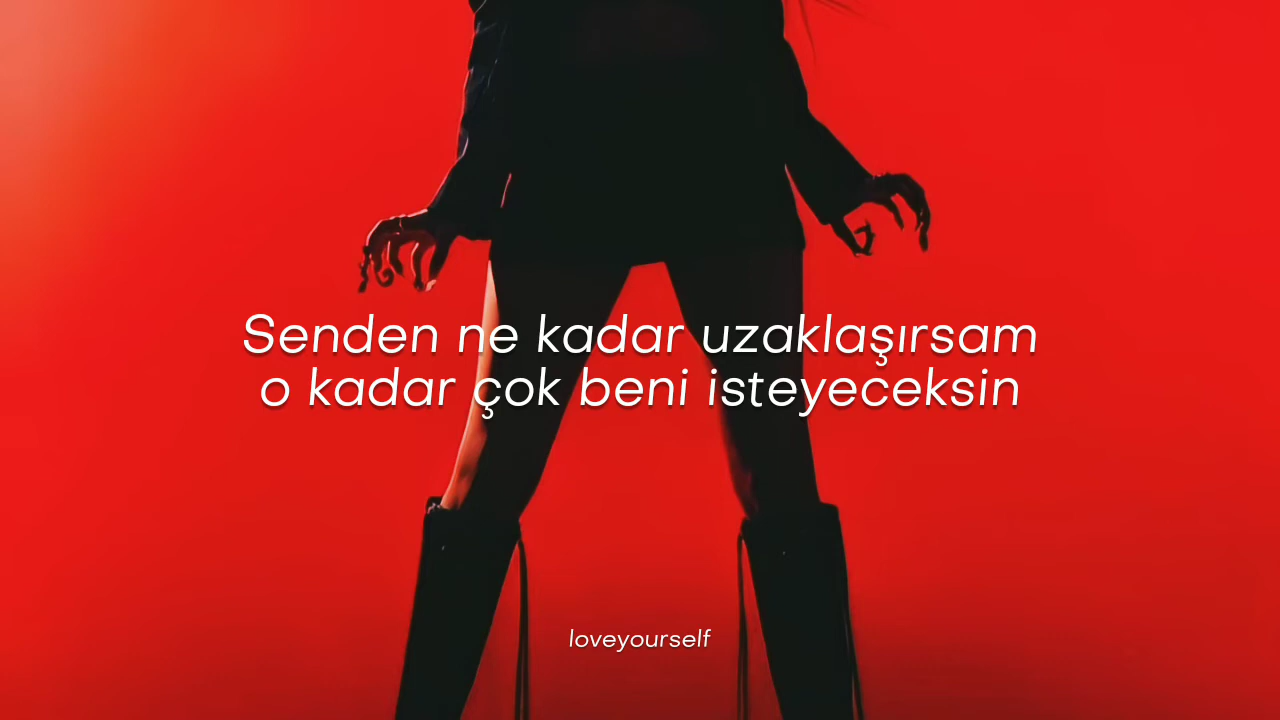 Senden ne kadar uzaklaşırsam
o kadar çok beni isteyeceksin
loveyourself